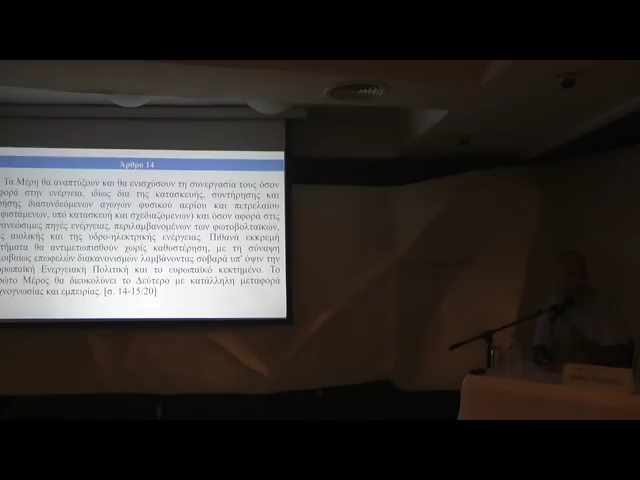 Άρθρο 14
Τα Μέρη θα αναπτύξουν και θα ενισχύσουν τη συνεργασία τους όσον
φορά στην ενέργεια, ιδίως δια της κατασκευής, συντήρησης και
ρήσης διασυνδεόμενων αγωγών φυσικού αερίου και πετρελαίου
φιστάμενων, υπό κατασκευή και σχεδιαζόμενων) και όσον αφορά στις
νανεώσιμες πηγές ενέργειας, περιλαμβανομένων των φωτοβολταϊκών,
ς αιολικής και της υδρο-ηλεκτρικής ενέργειας. Πιθανά εκκρεμή
τήματα θα αντιμετωπισθούν χωρίς καθυστέρηση, με τη σύναψη
οιβαίως επωφελών διακανονισμών λαμβάνοντας σοβαρά υπ' όψιν την
ρωπαϊκή Ενεργειακή Πολιτική και το ευρωπαϊκό κεκτημένο. Το
ρώτο Μέρος θα διευκολύνει το Δεύτερο με κατάλληλη μεταφορά
χνογνωσίας και εμπειρίας. [σ. 14-15/20]